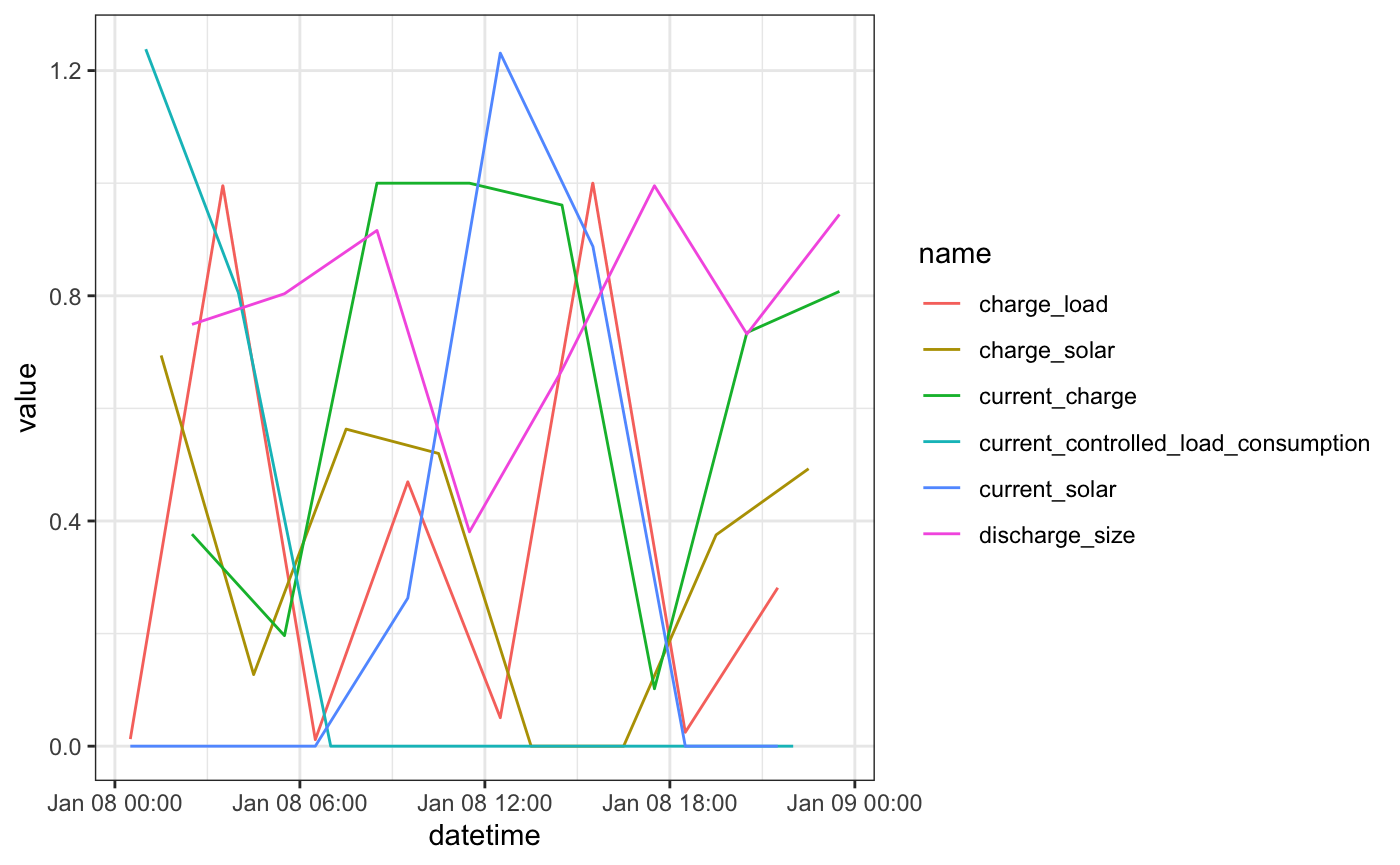 1.2
0.8
0.4
0.0
value
Jan 08 00:00 Jan 08 06:00 Jan 08 12:00 Jan 08 18:00 Jan 09 00:00
datetime
name
charge_load
charge_solar
current_charge
current_controlled_load_consumption
current_solar
discharge_size